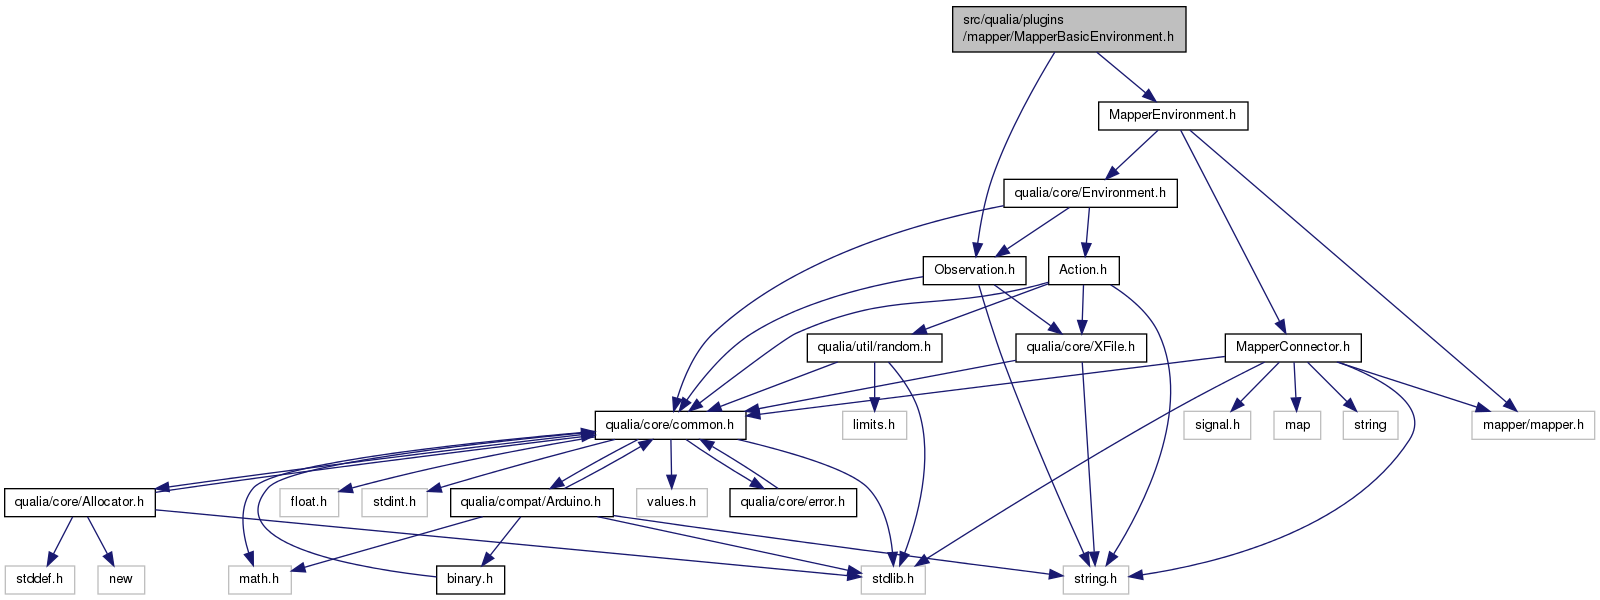 src/qualia/plugins
/mapper/MapperBasicEnvironment.h
MapperEnvironment.h
qualia/core/Environment.h
Observation.h
Action.h
qualia/util/random.h
qualia/core/XFile.h
MapperConnector.h
qualia/core/common.h
limits.h
signal.h
map
string
mapper/mapper.h
qualia/core/Allocator.h
float.h
stdint.h
qualia/compat/Arduino.h
values.h
qualia/core/error.h
stddef.h
new
math.h
binary.h
stdlib.h
string.h